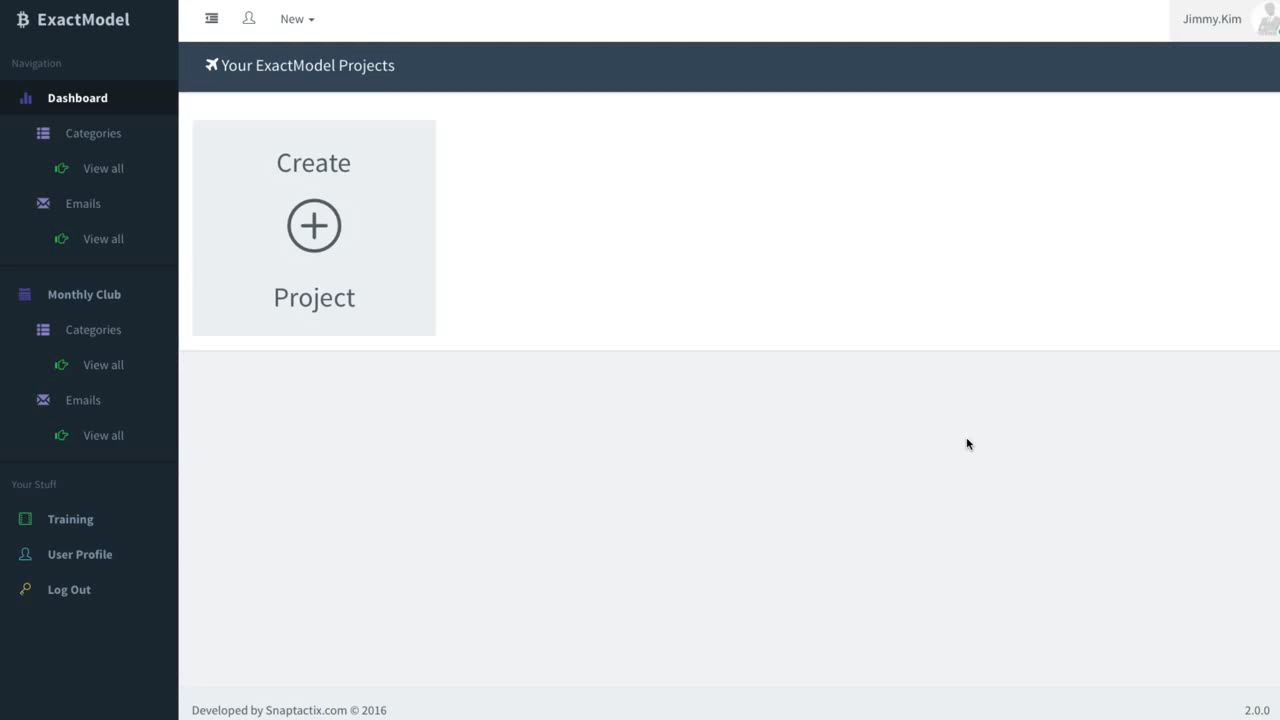 ExactModel
New
Jimmy.Kim
Navigation
Your ExactModel Projects
Dashboard
Categories
View all
Emails
View all
Monthly Club
Categories
View all
Emails
View all
Your Stuff
Training
User Profile
Log Out
Create
Project
Developed by Snaptactix.com © 2016
2.0.0